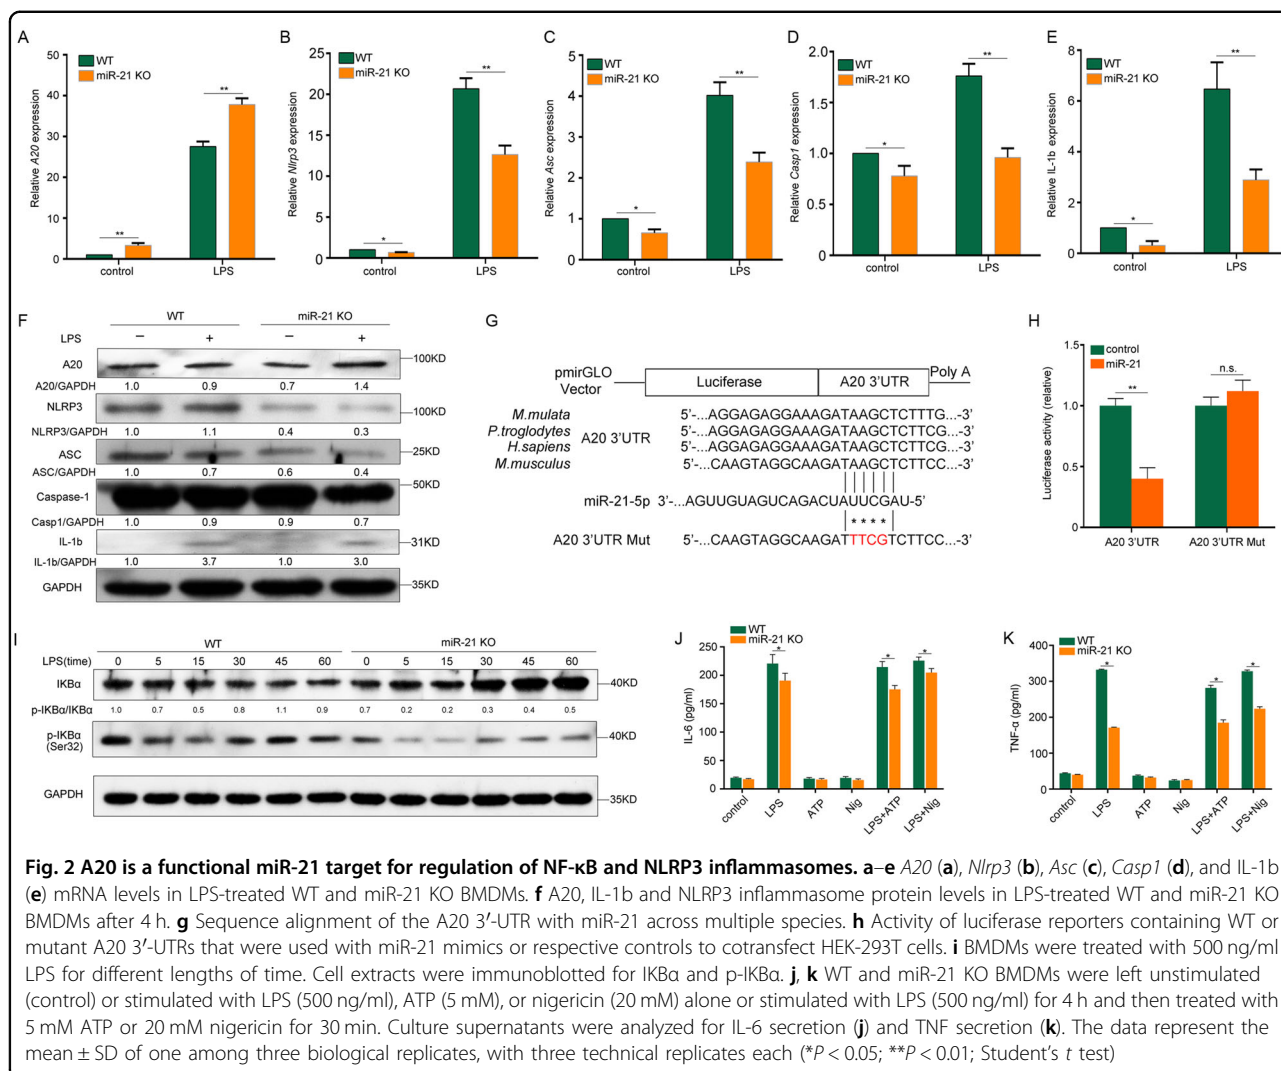 A
WT
miR-21 KO
Relative A20 expression
50
40
30
20
10
0
**
**
control
LPS
B
WT
miR-21 KO
Relative Nlrp3 expression
25
20
15
10
5
0
*
**
control
LPS
C
WT
miR-21 KO
Relative Asc expression
6
5
4
3
2
1
0
*
**
control
LPS
D
WT
miR-21 KO
Relative Casp1 expression
2.0
1.5
1.0
0.5
0.0
*
**
control
LPS
E
WT
miR-21 KO
Relative IL-1b expression
8
6
4
2
0
*
**
control
LPS
F
WT miR-21 KO
LPS − + − +
A20 100KD
A20/GAPDH 1.0 0.9 0.7 1.4
NLRP3 100KD
NLRP3/GAPDH 1.0 1.1 0.4 0.3
ASC 25KD
ASC/GAPDH 1.0 0.7 0.6 0.4
Caspase-1 50KD
Casp1/GAPDH 1.0 0.9 0.9 0.7
IL-1b 31KD
IL-1b/GAPDH 1.0 3.7 1.0 3.0
GAPDH 35KD
G
pmirGLO Vector Luciferase A20 3'UTR Poly A
A20 3'UTR
M.mulata 5'-...AGGAGAGGAAAGATAAGCTCTTTG...-3'
P.troglodytes 5'-...AGGAGAGGAAAGATAAGCTCTTCG...-3'
H.sapiens 5'-...AGGAGAGGAAAGATAAGCTCTTCG...-3'
M.musculus 5'-...CAAGTAGGCAAGATAAGCTCTTCC...-3'
miR-21-5p 3'-...AGUUGUAGUCAGACUAUUCGAU-5'
* * * *
A20 3'UTR Mut 5'-...CAAGTAGGCAAGATTTCGTCTTCC...-3'
H
control
miR-21
Luciferase activity (relative)
1.5
1.0
0.5
0.0
**
n.s.
A20 3'UTR
A20 3'UTR Mut
I
WT miR-21 KO
LPS(time) 0 5 15 30 45 60 0 5 15 30 45 60
IKBα 40KD
p-IKBα/IKBα 1.0 0.7 0.5 0.8 1.1 0.9 0.7 0.2 0.2 0.3 0.4 0.5
p-IKBα (Ser32) 40KD
GAPDH 35KD
J
WT
miR-21 KO
IL-6 (pg/ml)
250
200
150
100
50
0
*
*
*
control
LPS
ATP
Nig
LPS+ATP
LPS+Nig
K
WT
miR-21 KO
TNF-α (pg/ml)
400
300
200
100
0
*
*
*
control
LPS
ATP
Nig
LPS+ATP
LPS+Nig
Fig. 2 A20 is a functional miR-21 target for regulation of NF-κB and NLRP3 inflammasomes. a–e A20 (a), Nlrp3 (b), Asc (c), Casp1 (d), and IL-1b
(e) mRNA levels in LPS-treated WT and miR-21 KO BMDMs. f A20, IL-1b and NLRP3 inflammasome protein levels in LPS-treated WT and miR-21 KO
BMDMs after 4 h. g Sequence alignment of the A20 3′-UTR with miR-21 across multiple species. h Activity of luciferase reporters containing WT or
mutant A20 3′-UTRs that were used with miR-21 mimics or respective controls to cotransfect HEK-293T cells. i BMDMs were treated with 500 ng/ml
LPS for different lengths of time. Cell extracts were immunoblotted for IKBα and p-IKBα. j, k WT and miR-21 KO BMDMs were left unstimulated
(control) or stimulated with LPS (500 ng/ml), ATP (5 mM), or nigericin (20 mM) alone or stimulated with LPS (500 ng/ml) for 4 h and then treated with
5 mM ATP or 20 mM nigericin for 30 min. Culture supernatants were analyzed for IL-6 secretion (j) and TNF secretion (k). The data represent the
mean ± SD of one among three biological replicates, with three technical replicates each (*P < 0.05; **P < 0.01; Student's t test)